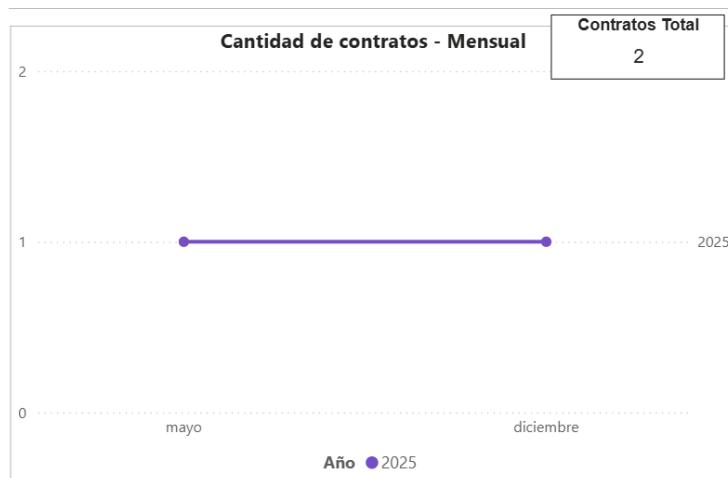 Contratos Total
2
Cantidad de contratos - Mensual
2
1
2025
0
mayo
diciembre
Año 2025